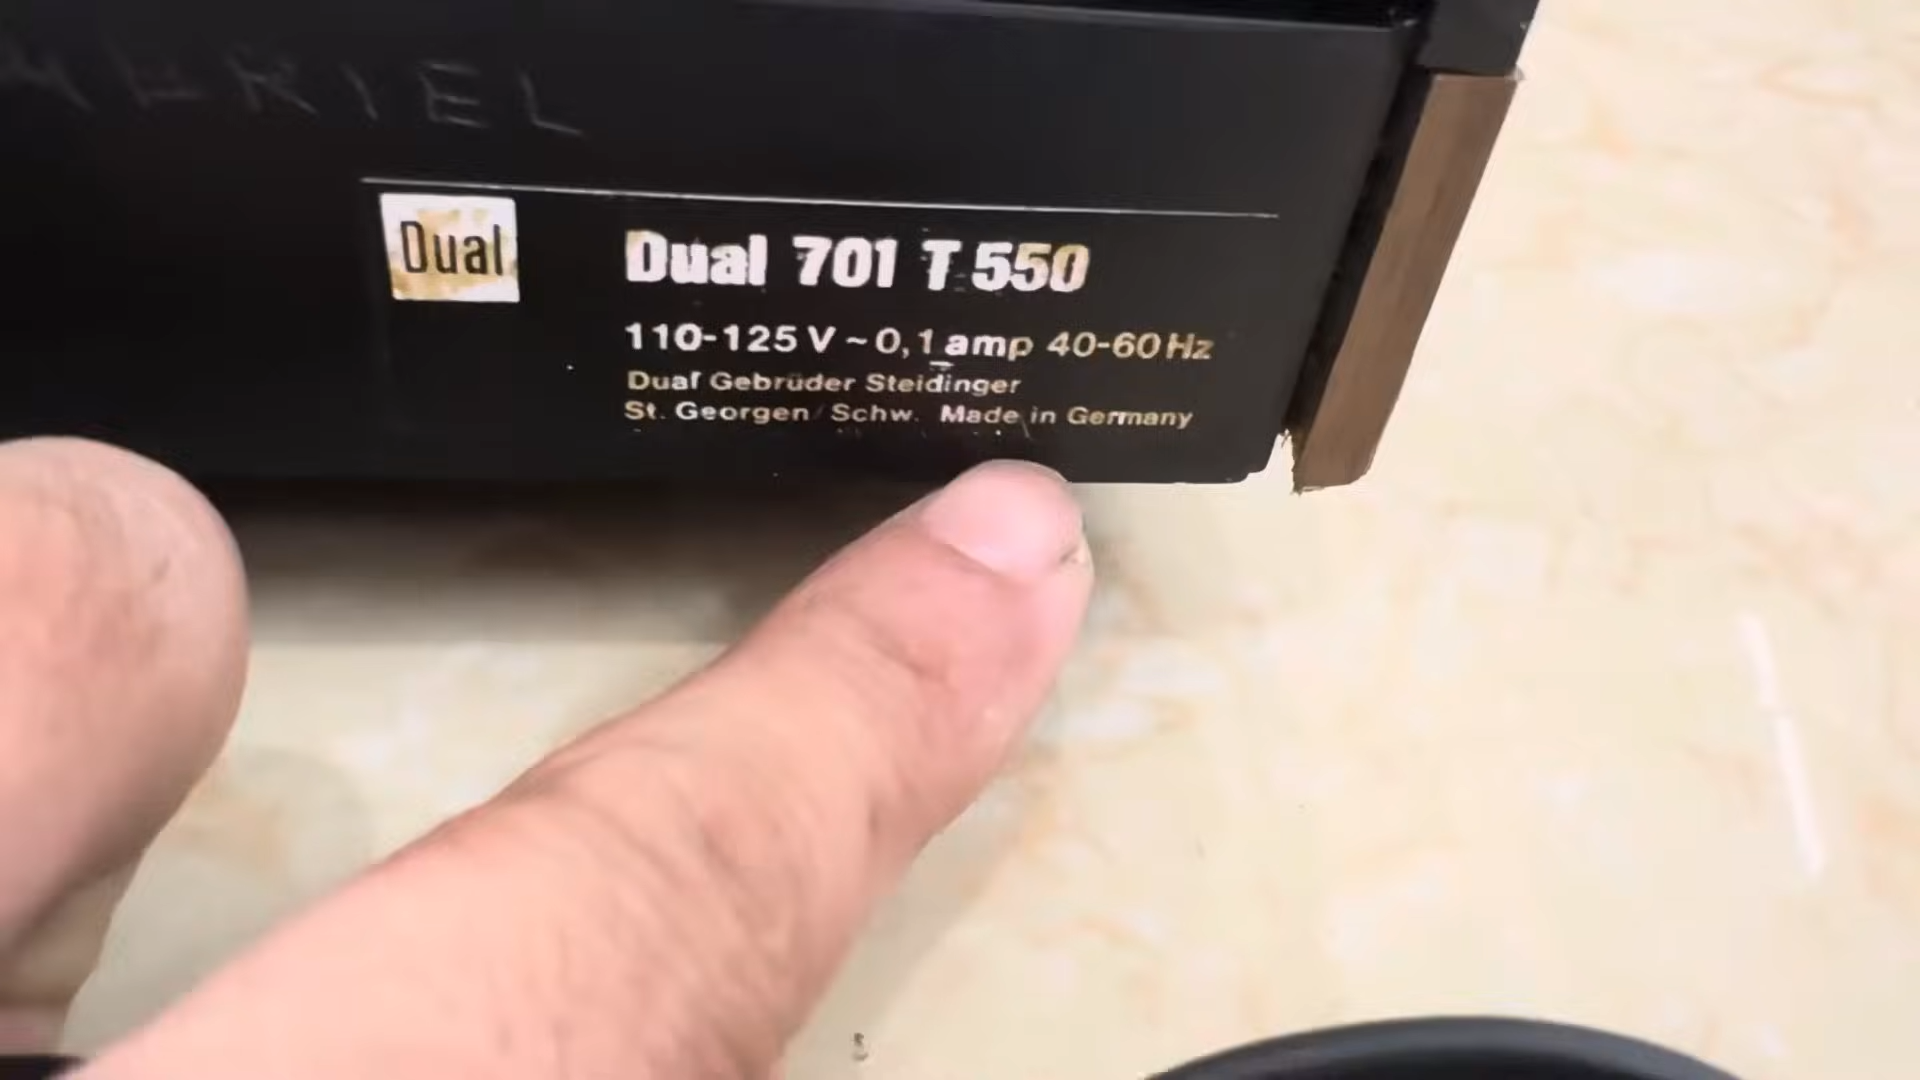 Dual
Dual 701 T 550
110-125 V ~ 0,1 amp 40-60 Hz
Dual Gebrüder Steidinger
St. Georgen/Schw. Made in Germany